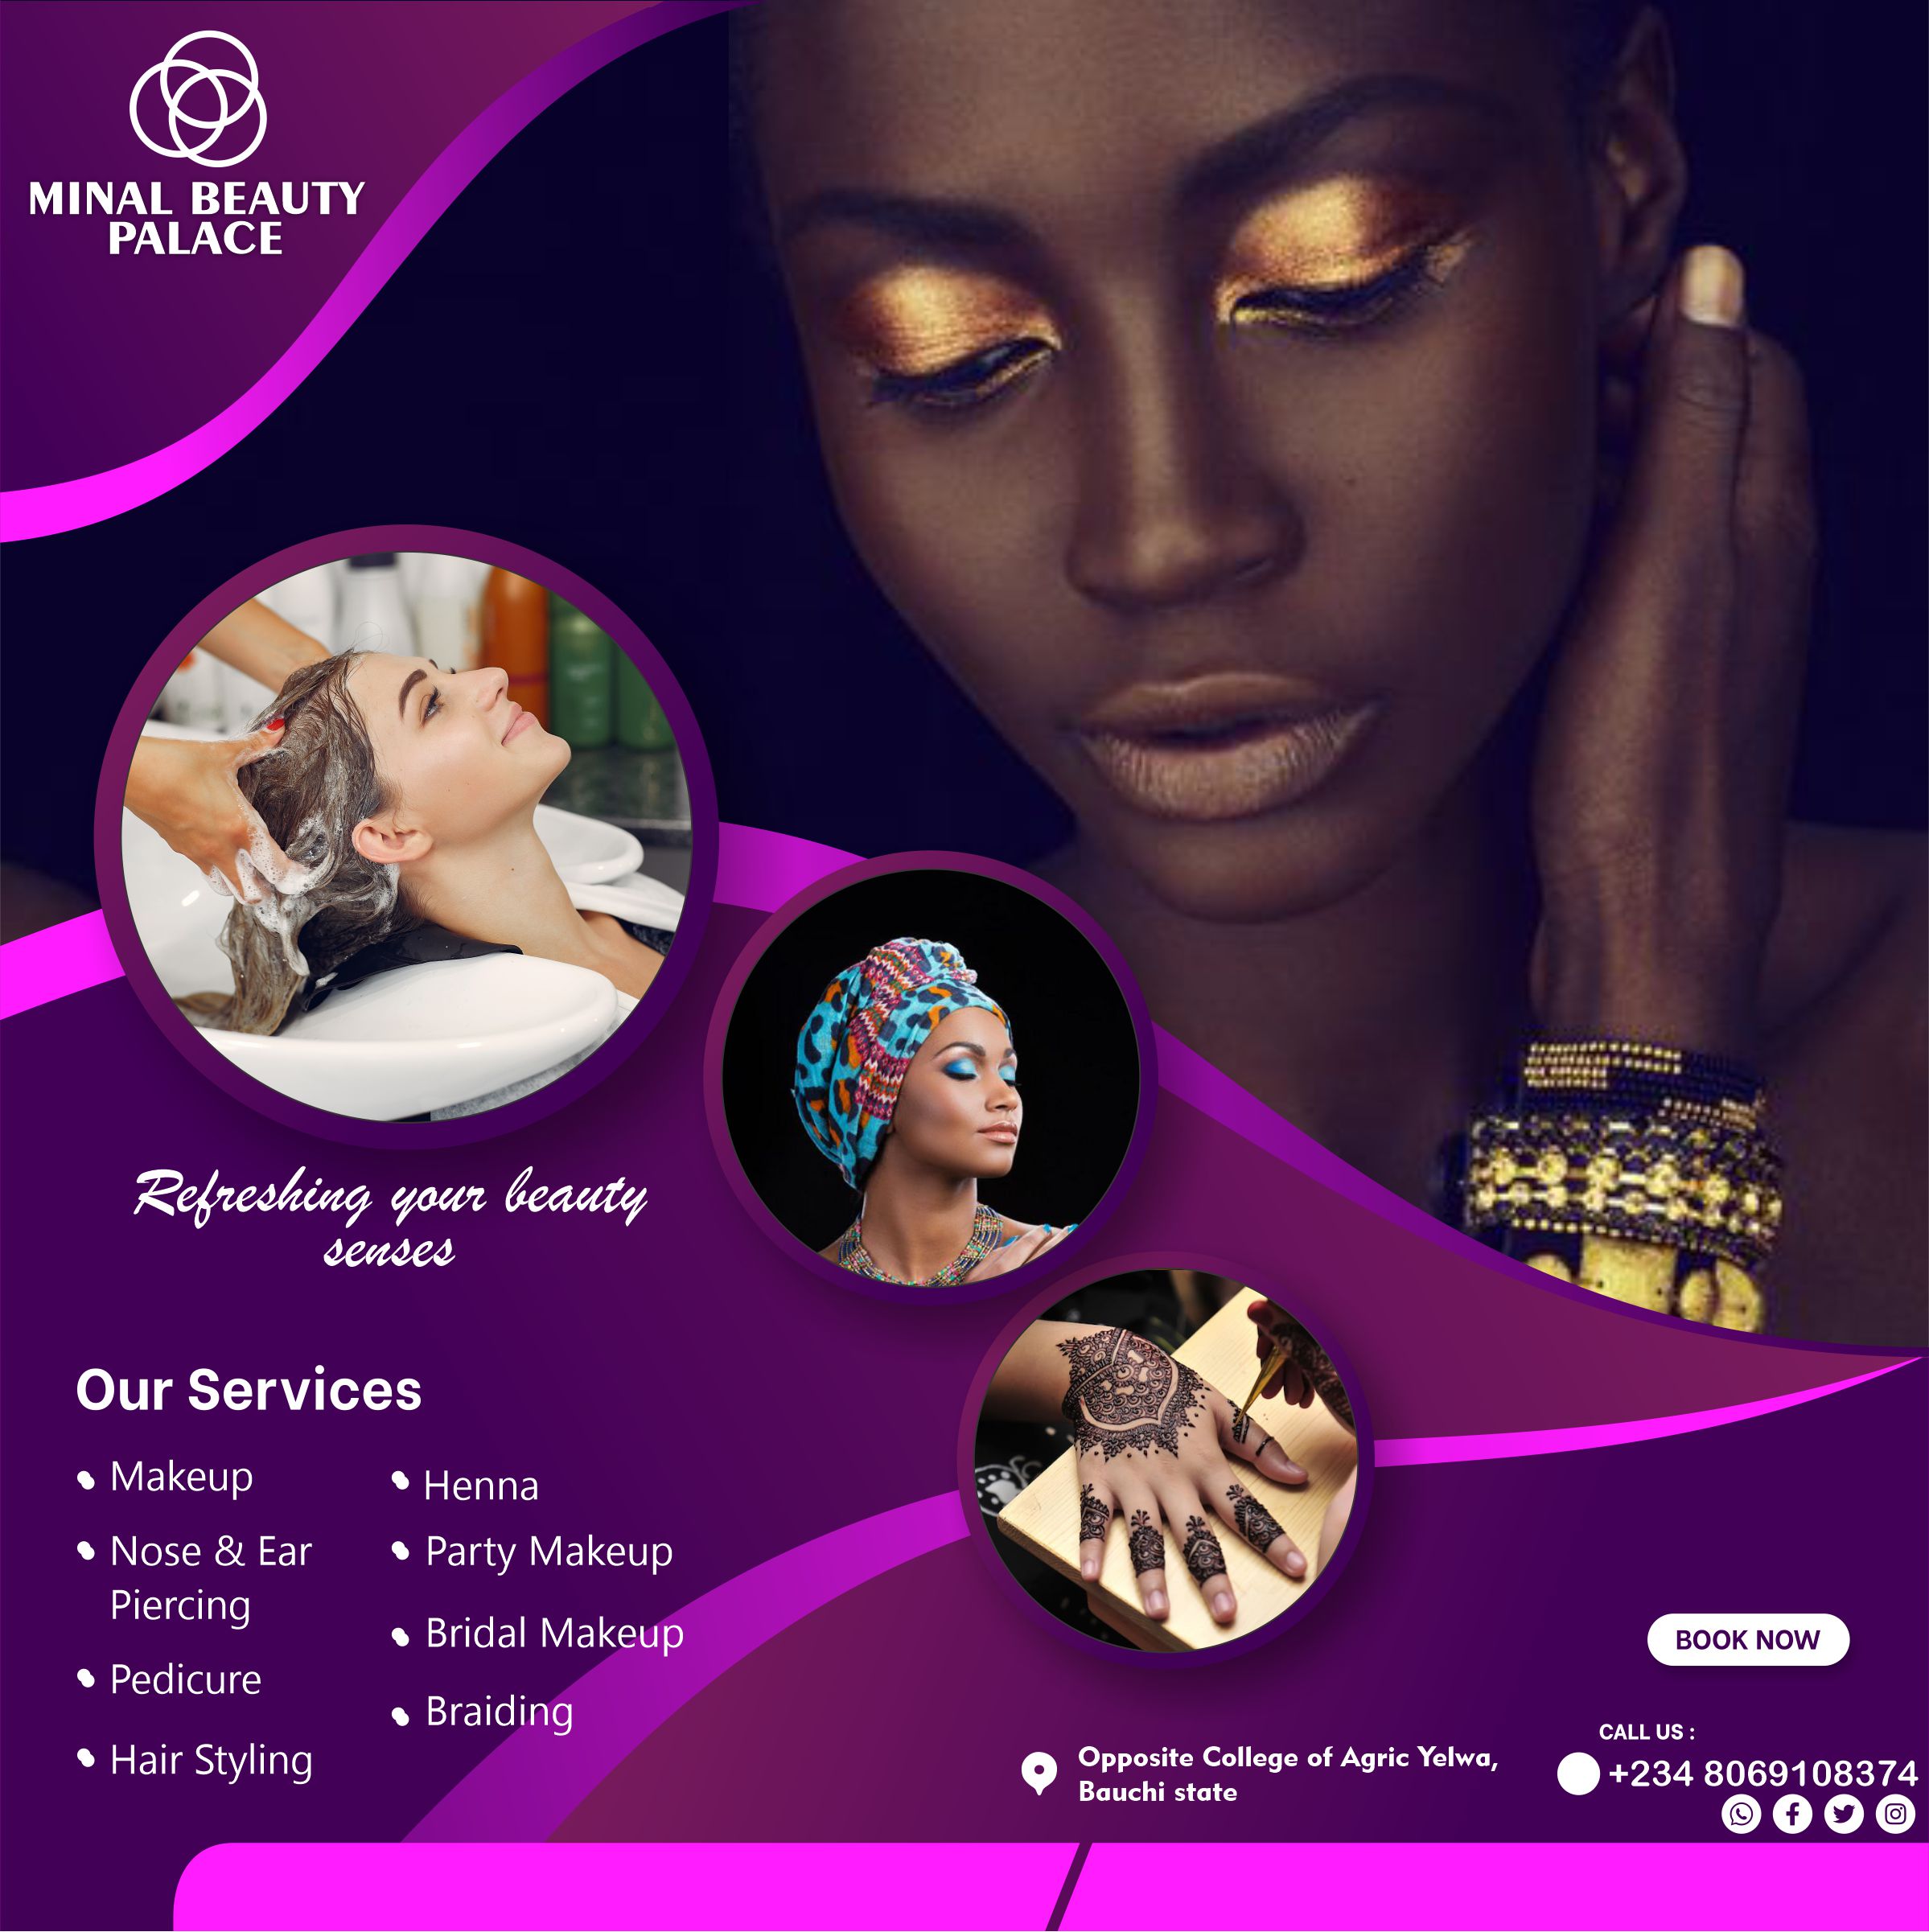 MINAL BEAUTY
PALACE
Refreshing your beauty
senses
Our Services
Makeup
Nose & Ear
Piercing
Pedicure
Hair Styling
Henna
Party Makeup
Bridal Makeup
Braiding
BOOK NOW
Opposite College of Agric Yelwa,
Bauchi state
CALL US :
+234 8069108374